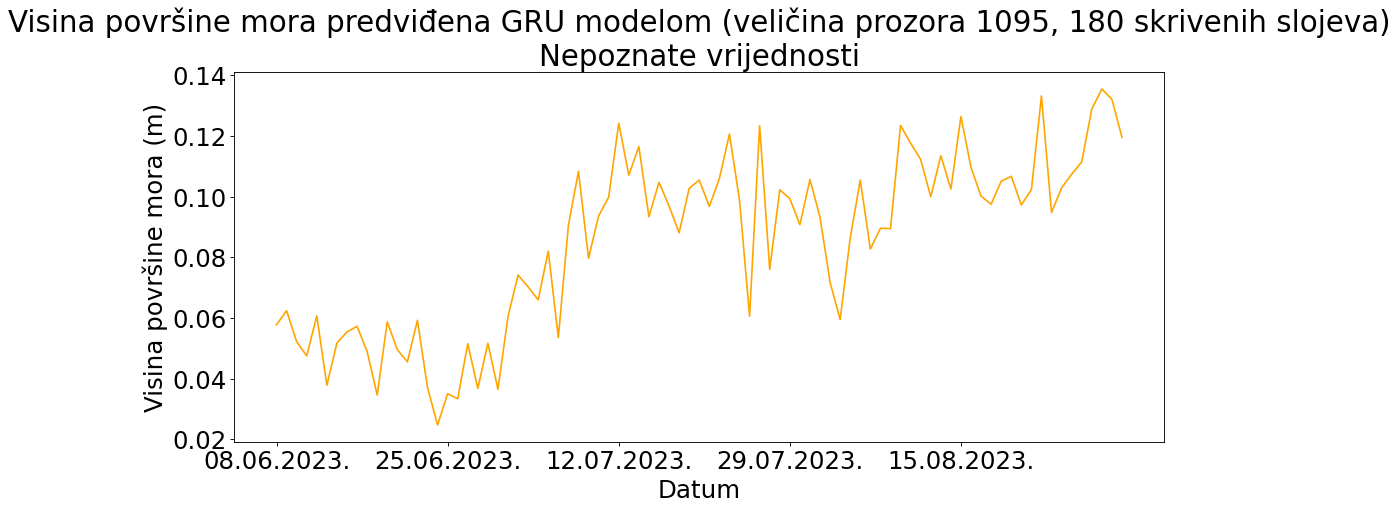 Visina površine mora predviđena GRU modelom (veličina prozora 1095, 180 skrivenih slojeva)
Nepoznate vrijednosti
Visina površine mora (m)
0.14
0.12
0.10
0.08
0.06
0.04
0.02
08.06.2023. 25.06.2023. 12.07.2023. 29.07.2023. 15.08.2023.
Datum